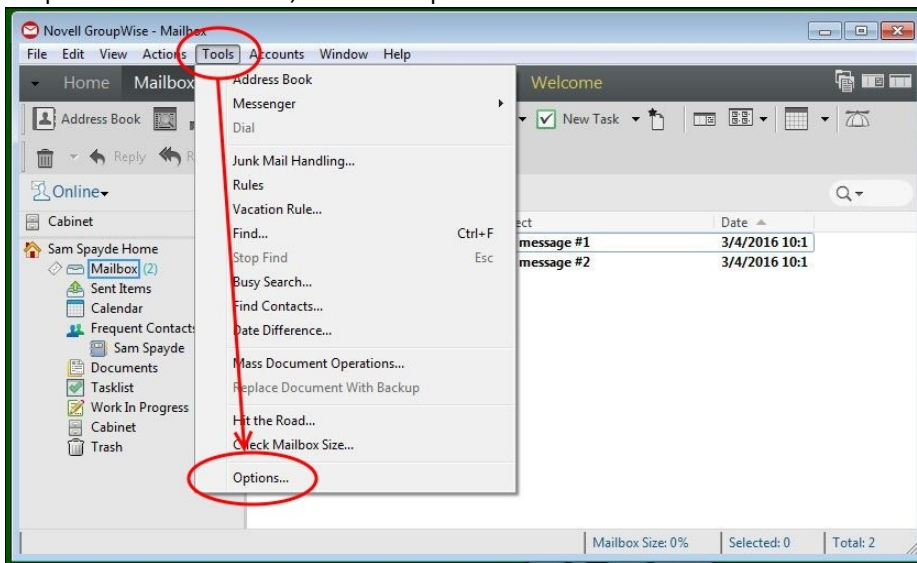 Novell GroupWise - Mailbox
File Edit View Actions Tools Accounts Window Help
Home Mailbox Welcome
Address Book
Messenger
Dial
Junk Mail Handling...
Rules
Vacation Rule...
Find... Ctrl+F
Stop Find Esc
Busy Search...
Find Contacts...
Date Difference...
Mass Document Operations...
Replace Document With Backup
Hit the Road...
Check Mailbox Size...
Options...
Address Book
New Task
Reply
Online
Cabinet
Sam Spayde Home
Mailbox (2)
Sent Items
Calendar
Frequent Contacts
Sam Spayde
Documents
Tasklist
Work In Progress
Cabinet
Trash
Date
message #1 3/4/2016 10:1
message #2 3/4/2016 10:1
Mailbox Size: 0% Selected: 0 Total: 2